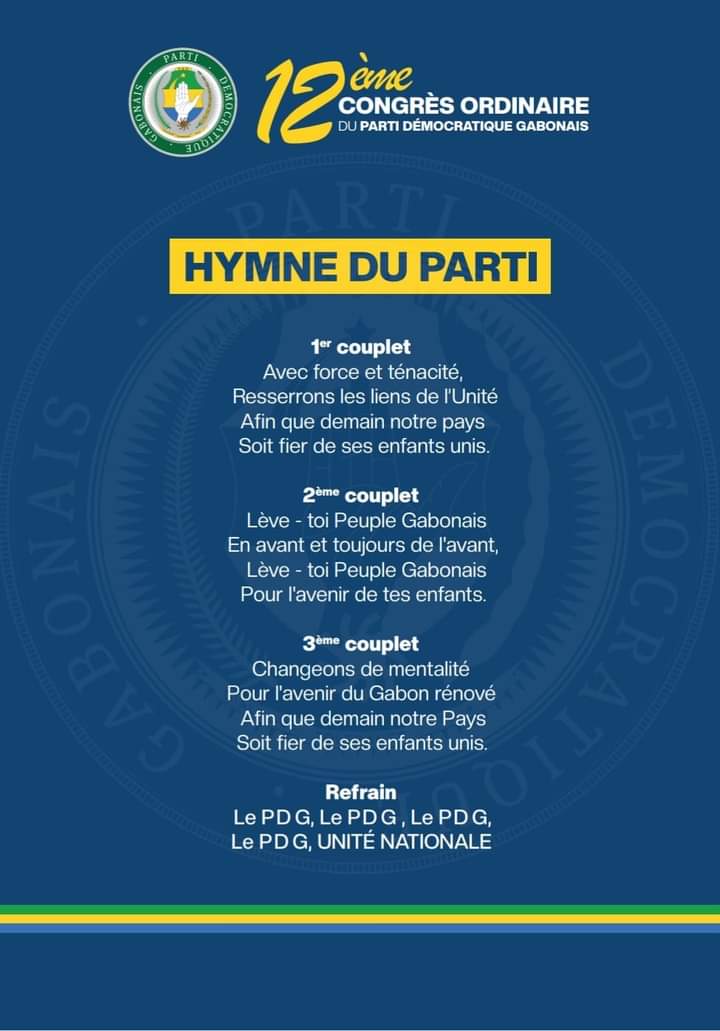 PARTI DEMOCRATIQUE GABONAIS
12ème
CONGRÈS ORDINAIRE
DU PARTI DÉMOCRATIQUE GABONAIS
PARTI DEMOCRATIQUE GABONAIS
HYMNE DU PARTI
1er couplet
Avec force et ténacité,
Resserrons les liens de l'Unité
Afin que demain notre pays
Soit fier de ses enfants unis.
2ème couplet
Lève - toi Peuple Gabonais
En avant et toujours de l'avant,
Lève - toi Peuple Gabonais
Pour l'avenir de tes enfants.
3ème couplet
Changeons de mentalité
Pour l'avenir du Gabon rénové
Afin que demain notre Pays
Soit fier de ses enfants unis.
Refrain
Le PD G, Le PD G , Le PD G,
Le PD G, UNITÉ NATIONALE